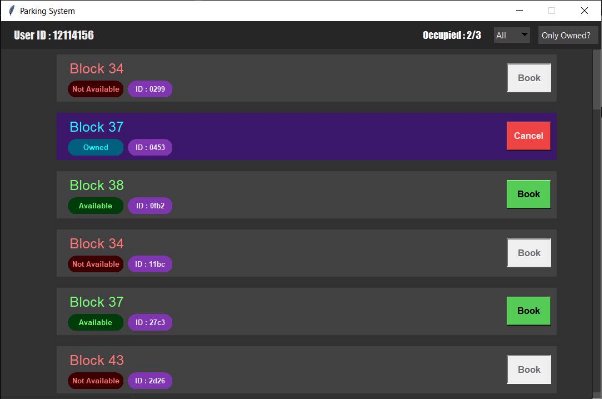 Parking System
User ID : 12114156 Occupied : 2/3 All Only Owned?
Block 34
Not Available ID : 0299 Book
Block 37
Owned ID : 0453 Cancel
Block 38
Available ID : 0fb2 Book
Block 34
Not Available ID : 11bc Book
Block 37
Available ID : 27c3 Book
Block 43
Not Available ID : 2d26 Book